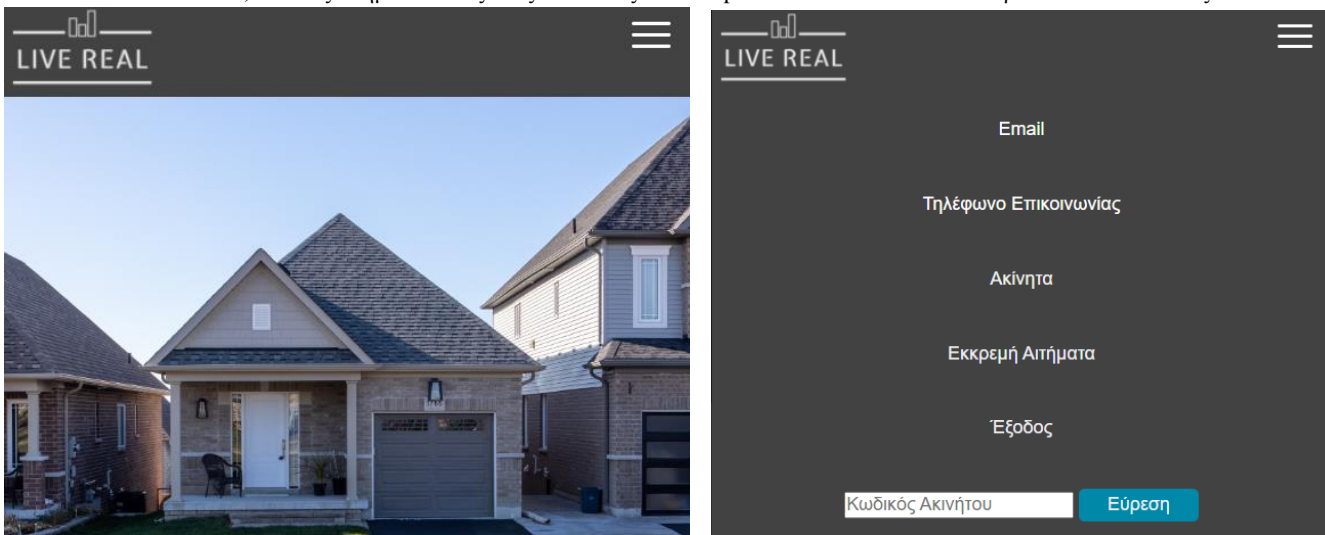 LIVE REAL
LIVE REAL
Email
Τηλέφωνο Επικοινωνίας
Ακίνητα
Εκκρεμή Αιτήματα
Έξοδος
Κωδικός Ακινήτου Εύρεση